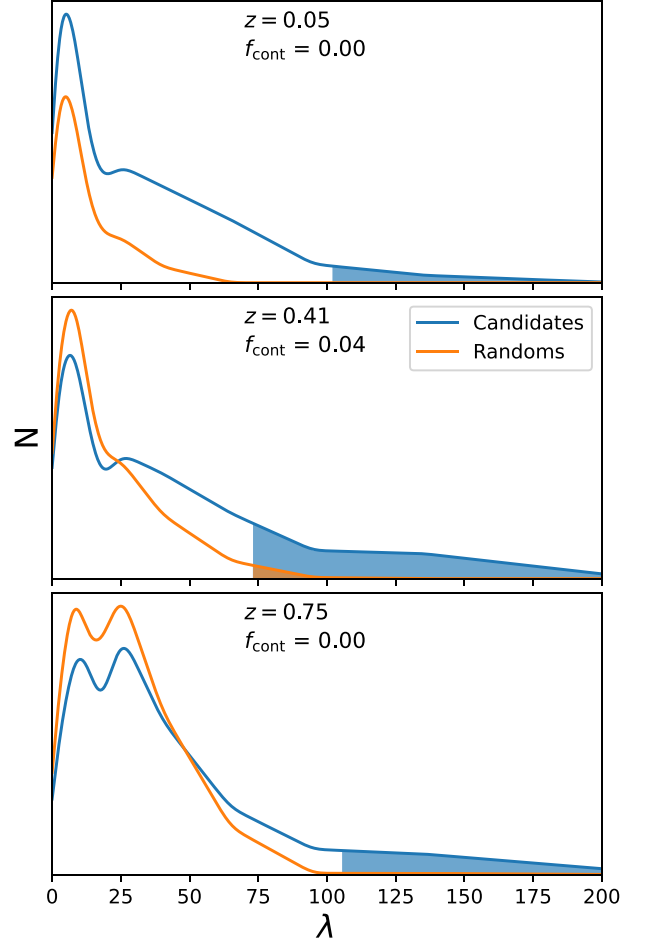 z = 0.05
f_cont = 0.00
z = 0.41
f_cont = 0.04
Candidates
Randoms
N
z = 0.75
f_cont = 0.00
0 25 50 75 100 125 150 175 200
λ